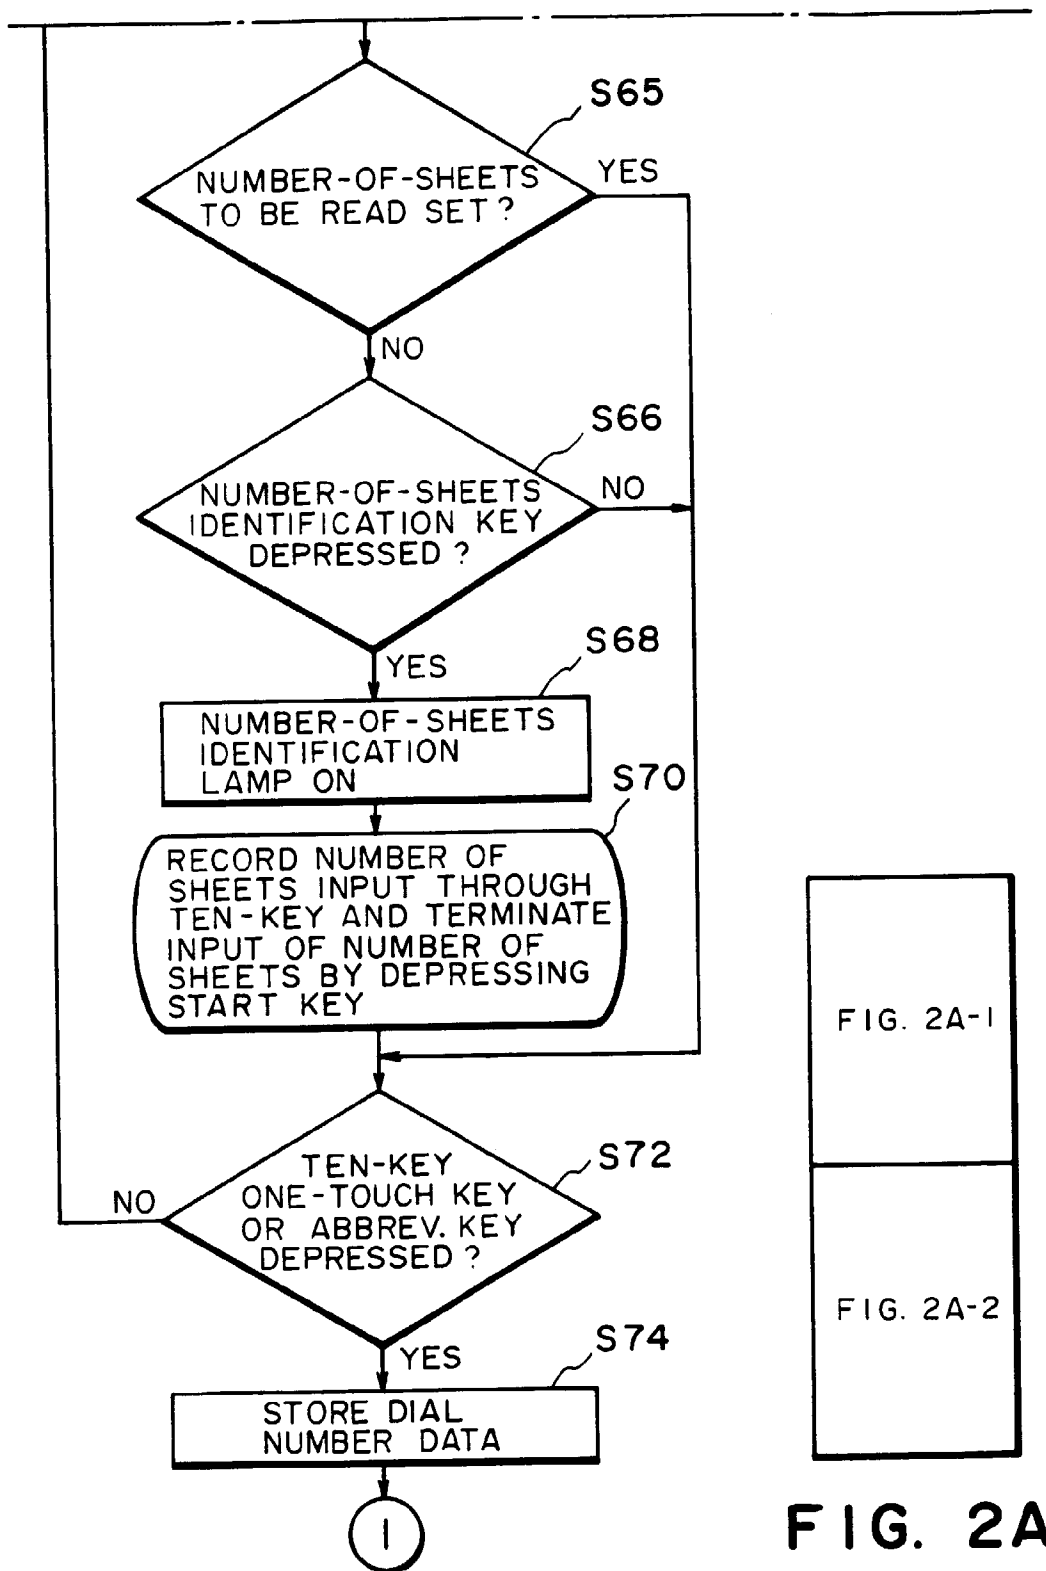 S65
NUMBER-OF-SHEETS
TO BE READ SET?
YES
NO
S66
NUMBER-OF-SHEETS
IDENTIFICATION KEY
DEPRESSED?
NO
YES
S68
NUMBER-OF-SHEETS
IDENTIFICATION
LAMP ON
S70
RECORD NUMBER OF
SHEETS INPUT THROUGH
TEN-KEY AND TERMINATE
INPUT OF NUMBER OF
SHEETS BY DEPRESSING
START KEY
S72
TEN-KEY
ONE-TOUCH KEY
OR ABBREV. KEY
DEPRESSED?
NO
YES
S74
STORE DIAL
NUMBER DATA
1
FIG. 2A-1
FIG. 2A-2
FIG. 2A